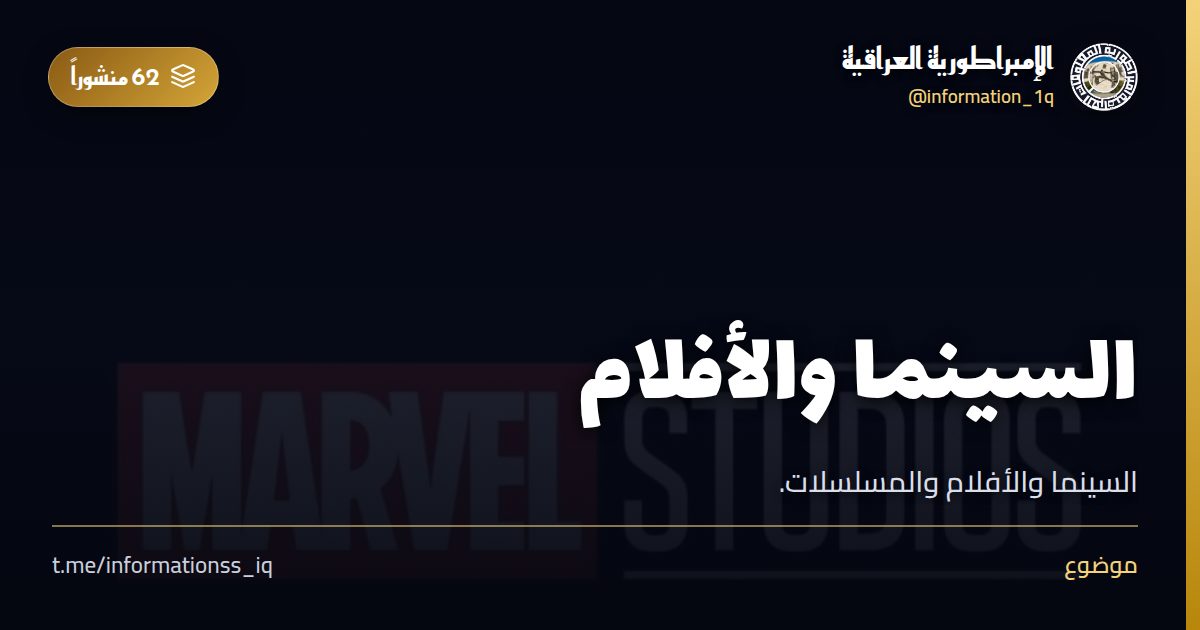 الإمبراطورية العراقية
@information_1q
62 منشوراً
السينما والأفلام
MARVEL STUDIOS
السينما والأفلام والمسلسلات.
موضوع
t.me/informationss_iq